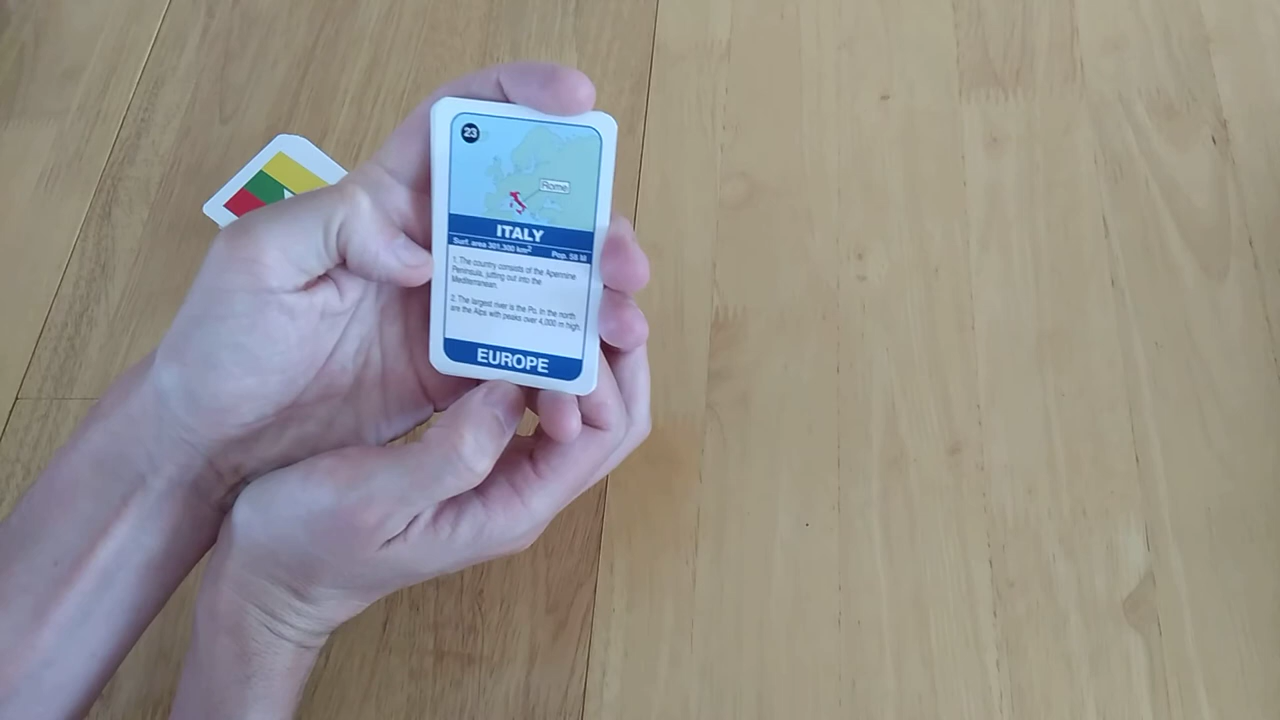 23
Rome
ITALY
Surf. area 301,300 km² Pop. 58 M
1. The country consists of the Apennine
Peninsula, jutting out into the
Mediterranean.
2. The largest river is the Po. In the north
are the Alps with peaks over 4,000 m high.
EUROPE